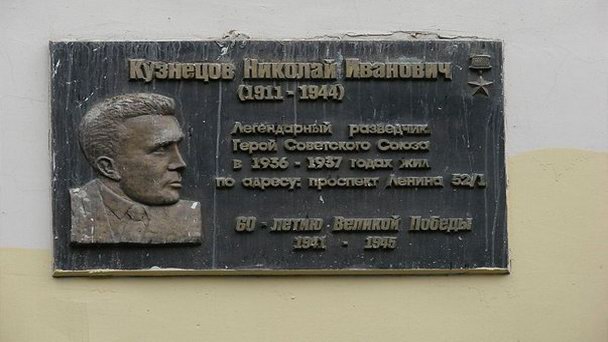 Кузнецов Николай Иванович
(1911 - 1944)
Легендарный разведчик.
Герой Советского Союза
в 1936 - 1937 годах жил
по адресу: проспект Ленина 52/1
60 - летию Великой Победы
1941 - 1945